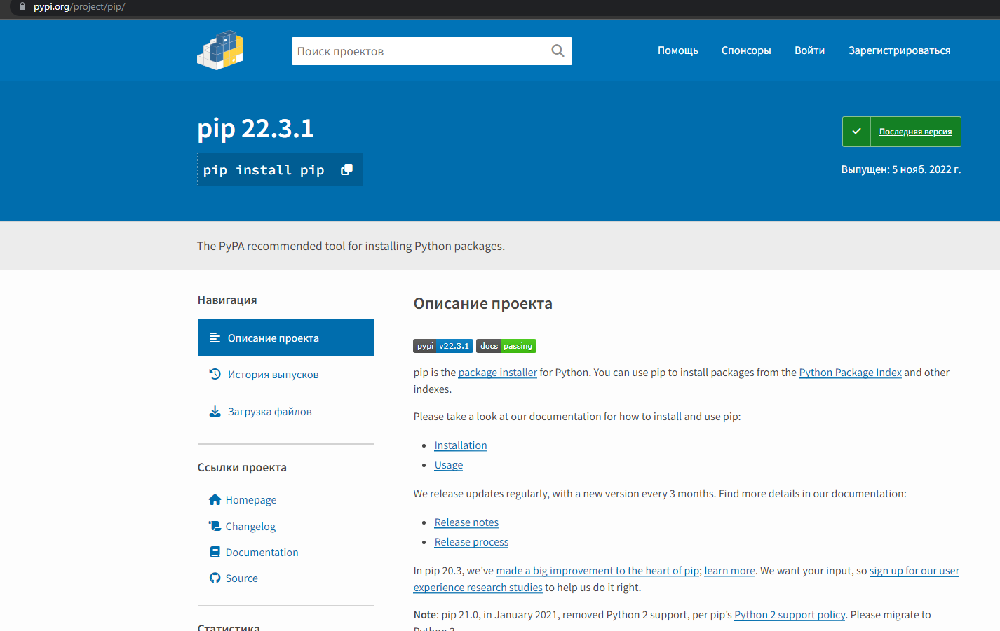 pypi.org/project/pip/
Поиск проектов
Помощь
Спонсоры
Войти
Зарегистрироваться
pip 22.3.1
pip install pip
Последняя версия
Выпущен: 5 нояб. 2022 г.
The PyPA recommended tool for installing Python packages.
Навигация
Описание проекта
История выпусков
Загрузка файлов
Ссылки проекта
Homepage
Changelog
Documentation
Source
Статистика
Описание проекта
pypi v22.3.1 docs passing
pip is the package installer for Python. You can use pip to install packages from the Python Package Index and other
indexes.
Please take a look at our documentation for how to install and use pip:
Installation
Usage
We release updates regularly, with a new version every 3 months. Find more details in our documentation:
Release notes
Release process
In pip 20.3, we’ve made a big improvement to the heart of pip; learn more. We want your input, so sign up for our user
experience research studies to help us do it right.
Note: pip 21.0, in January 2021, removed Python 2 support, per pip’s Python 2 support policy. Please migrate to
Python 3.